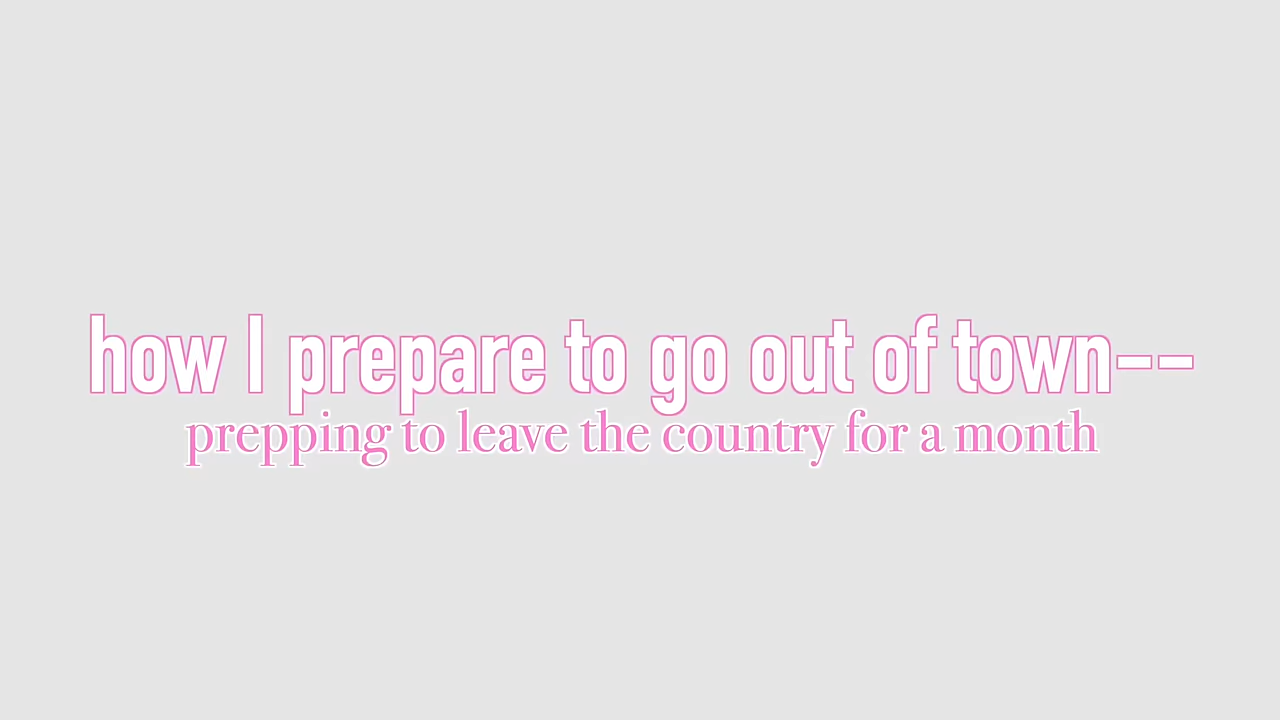 how I prepare to go out of town--
prepping to leave the country for a month